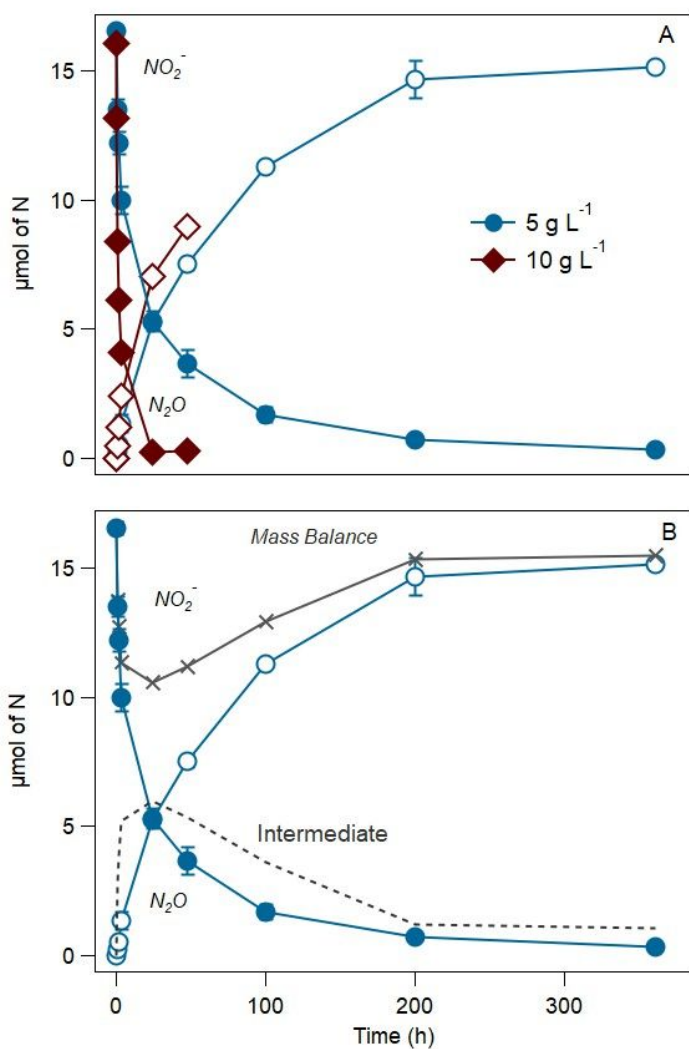 A
NO₂⁻
15
10
5
0
µmol of N
5 g L⁻¹
10 g L⁻¹
N₂O
B
Mass Balance
NO₂⁻
15
10
5
0
µmol of N
Intermediate
N₂O
0 100 200 300
Time (h)